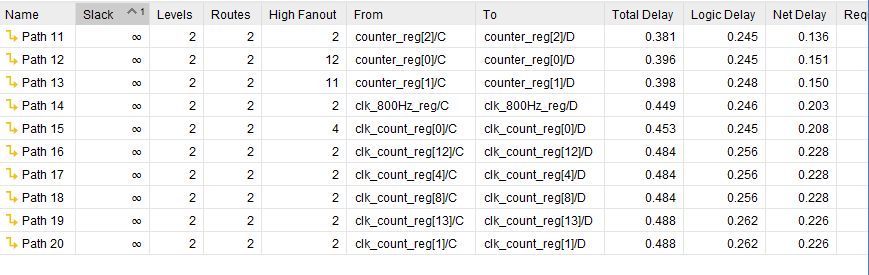 Name Slack 1 Levels Routes High Fanout From To Total Delay Logic Delay Net Delay Requ
Path 11 ∞ 2 2 2 counter_reg[2]/C counter_reg[2]/D 0.381 0.245 0.136
Path 12 ∞ 2 2 12 counter_reg[0]/C counter_reg[0]/D 0.396 0.245 0.151
Path 13 ∞ 2 2 11 counter_reg[1]/C counter_reg[1]/D 0.398 0.248 0.150
Path 14 ∞ 2 2 2 clk_800Hz_reg/C clk_800Hz_reg/D 0.449 0.246 0.203
Path 15 ∞ 2 2 4 clk_count_reg[0]/C clk_count_reg[0]/D 0.453 0.245 0.208
Path 16 ∞ 2 2 2 clk_count_reg[12]/C clk_count_reg[12]/D 0.484 0.256 0.228
Path 17 ∞ 2 2 2 clk_count_reg[4]/C clk_count_reg[4]/D 0.484 0.256 0.228
Path 18 ∞ 2 2 2 clk_count_reg[8]/C clk_count_reg[8]/D 0.484 0.256 0.228
Path 19 ∞ 2 2 2 clk_count_reg[13]/C clk_count_reg[13]/D 0.488 0.262 0.226
Path 20 ∞ 2 2 2 clk_count_reg[1]/C clk_count_reg[1]/D 0.488 0.262 0.226